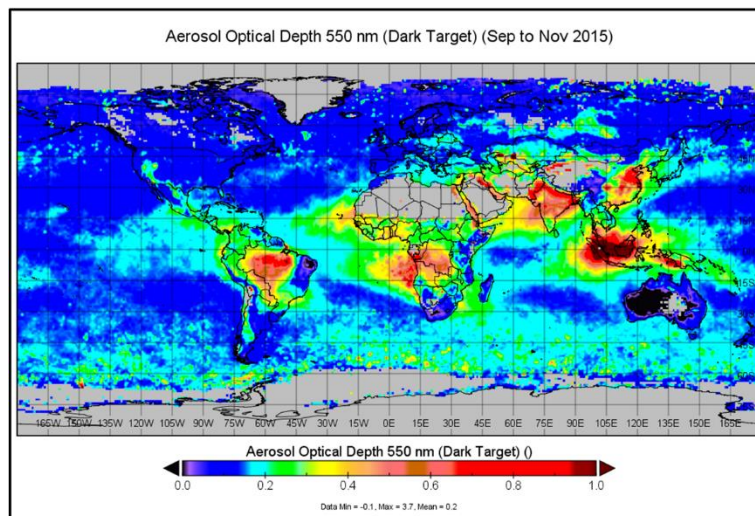 Aerosol Optical Depth 550 nm (Dark Target) (Sep to Nov 2015)
15S
165W 150W 135W 120W 105W 90W 75W 60W 45W 30W 15W 0E 15E 30E 45E 60E 75E 90E 105E 120E 135E 150E 165E
Aerosol Optical Depth 550 nm (Dark Target) ()
0.0 0.2 0.4 0.6 0.8 1.0
Data Min = -0.1, Max = 3.7, Mean = 0.2